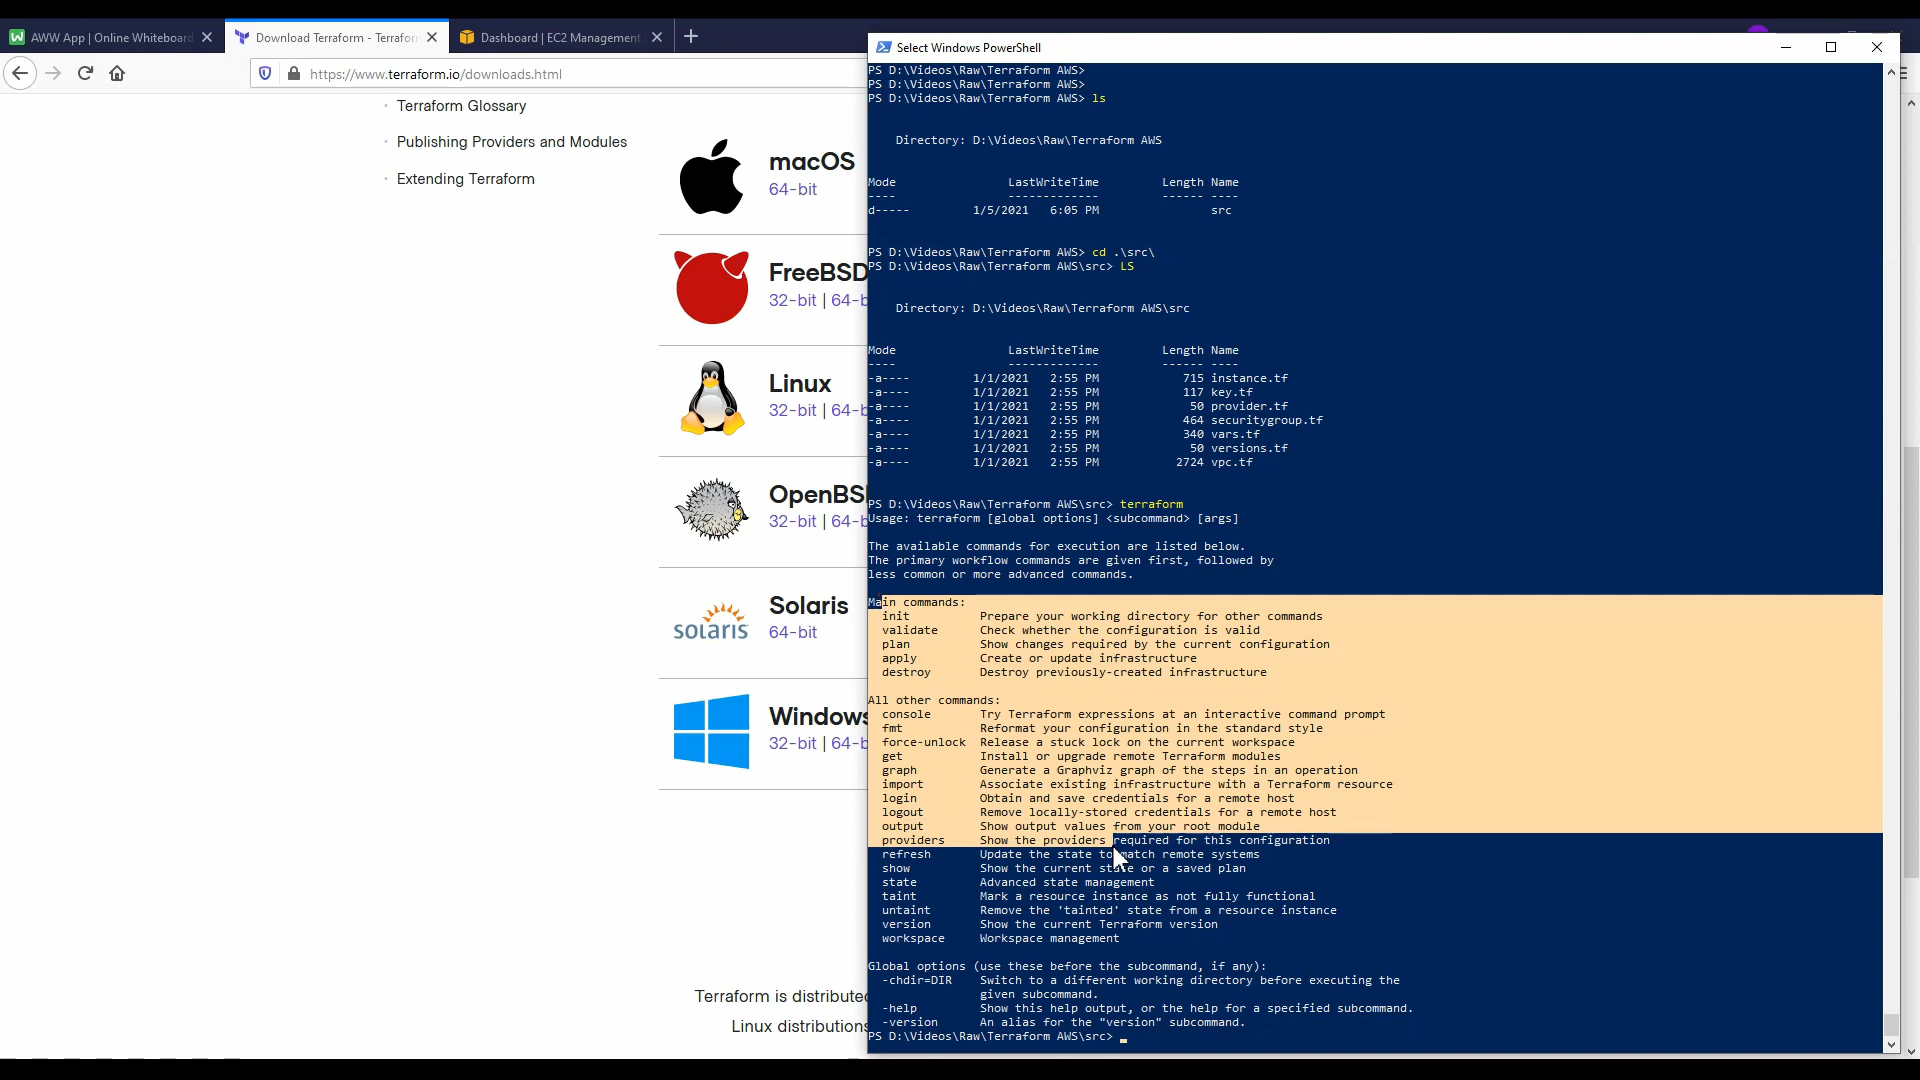 AWW App | Online Whiteboard
Download Terraform - Terrafor
Dashboard | EC2 Management
https://www.terraform.io/downloads.html
Terraform Glossary
Publishing Providers and Modules
Extending Terraform
macOS
64-bit
FreeBSD
32-bit | 64-b
Linux
32-bit | 64-b
OpenBS
32-bit | 64-b
SOLARIS
Solaris
64-bit
Windows
32-bit | 64-b
Terraform is distributed
Linux distributions
Select Windows PowerShell
PS D:\Videos\Raw\Terraform AWS>
PS D:\Videos\Raw\Terraform AWS>
PS D:\Videos\Raw\Terraform AWS> ls
Directory: D:\Videos\Raw\Terraform AWS
Mode LastWriteTime Length Name
---- ------------- ------ ----
d----- 1/5/2021 6:05 PM src
PS D:\Videos\Raw\Terraform AWS> cd .\src\
PS D:\Videos\Raw\Terraform AWS\src> LS
Directory: D:\Videos\Raw\Terraform AWS\src
Mode LastWriteTime Length Name
---- ------------- ------ ----
-a---- 1/1/2021 2:55 PM 715 instance.tf
-a---- 1/1/2021 2:55 PM 117 key.tf
-a---- 1/1/2021 2:55 PM 50 provider.tf
-a---- 1/1/2021 2:55 PM 464 securitygroup.tf
-a---- 1/1/2021 2:55 PM 340 vars.tf
-a---- 1/1/2021 2:55 PM 50 versions.tf
-a---- 1/1/2021 2:55 PM 2724 vpc.tf
PS D:\Videos\Raw\Terraform AWS\src> terraform
Usage: terraform [global options] <subcommand> [args]
The available commands for execution are listed below.
The primary workflow commands are given first, followed by
less common or more advanced commands.
Main commands:
init Prepare your working directory for other commands
validate Check whether the configuration is valid
plan Show changes required by the current configuration
apply Create or update infrastructure
destroy Destroy previously-created infrastructure
All other commands:
console Try Terraform expressions at an interactive command prompt
fmt Reformat your configuration in the standard style
force-unlock Release a stuck lock on the current workspace
get Install or upgrade remote Terraform modules
graph Generate a Graphviz graph of the steps in an operation
import Associate existing infrastructure with a Terraform resource
login Obtain and save credentials for a remote host
logout Remove locally-stored credentials for a remote host
output Show output values from your root module
providers Show the providers required for this configuration
refresh Update the state to match remote systems
show Show the current state or a saved plan
state Advanced state management
taint Mark a resource instance as not fully functional
untaint Remove the 'tainted' state from a resource instance
version Show the current Terraform version
workspace Workspace management
Global options (use these before the subcommand, if any):
-chdir=DIR Switch to a different working directory before executing the
given subcommand.
-help Show this help output, or the help for a specified subcommand.
-version An alias for the "version" subcommand.
PS D:\Videos\Raw\Terraform AWS\src>